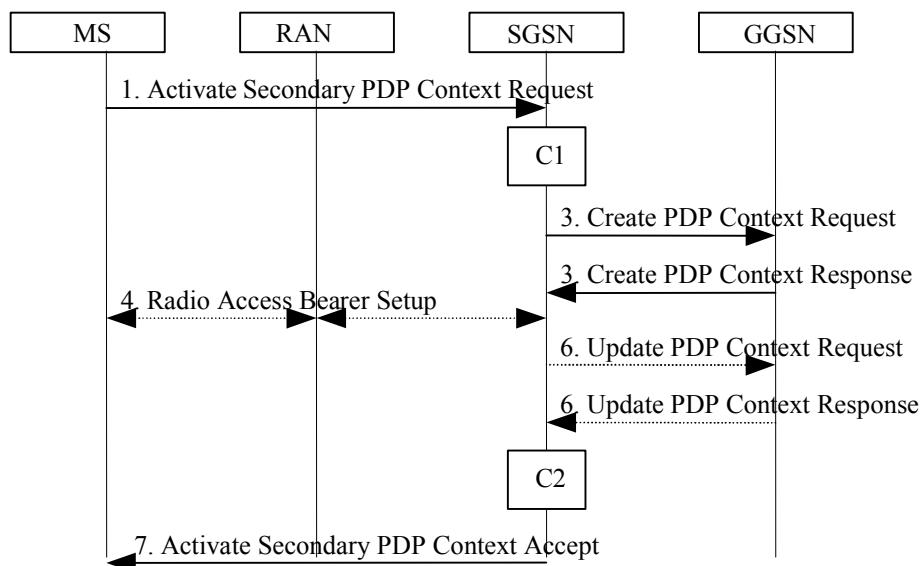 MS
RAN
SGSN
GGSN
1. Activate Secondary PDP Context Request
C1
3. Create PDP Context Request
3. Create PDP Context Response
4. Radio Access Bearer Setup
6. Update PDP Context Request
6. Update PDP Context Response
C2
7. Activate Secondary PDP Context Accept